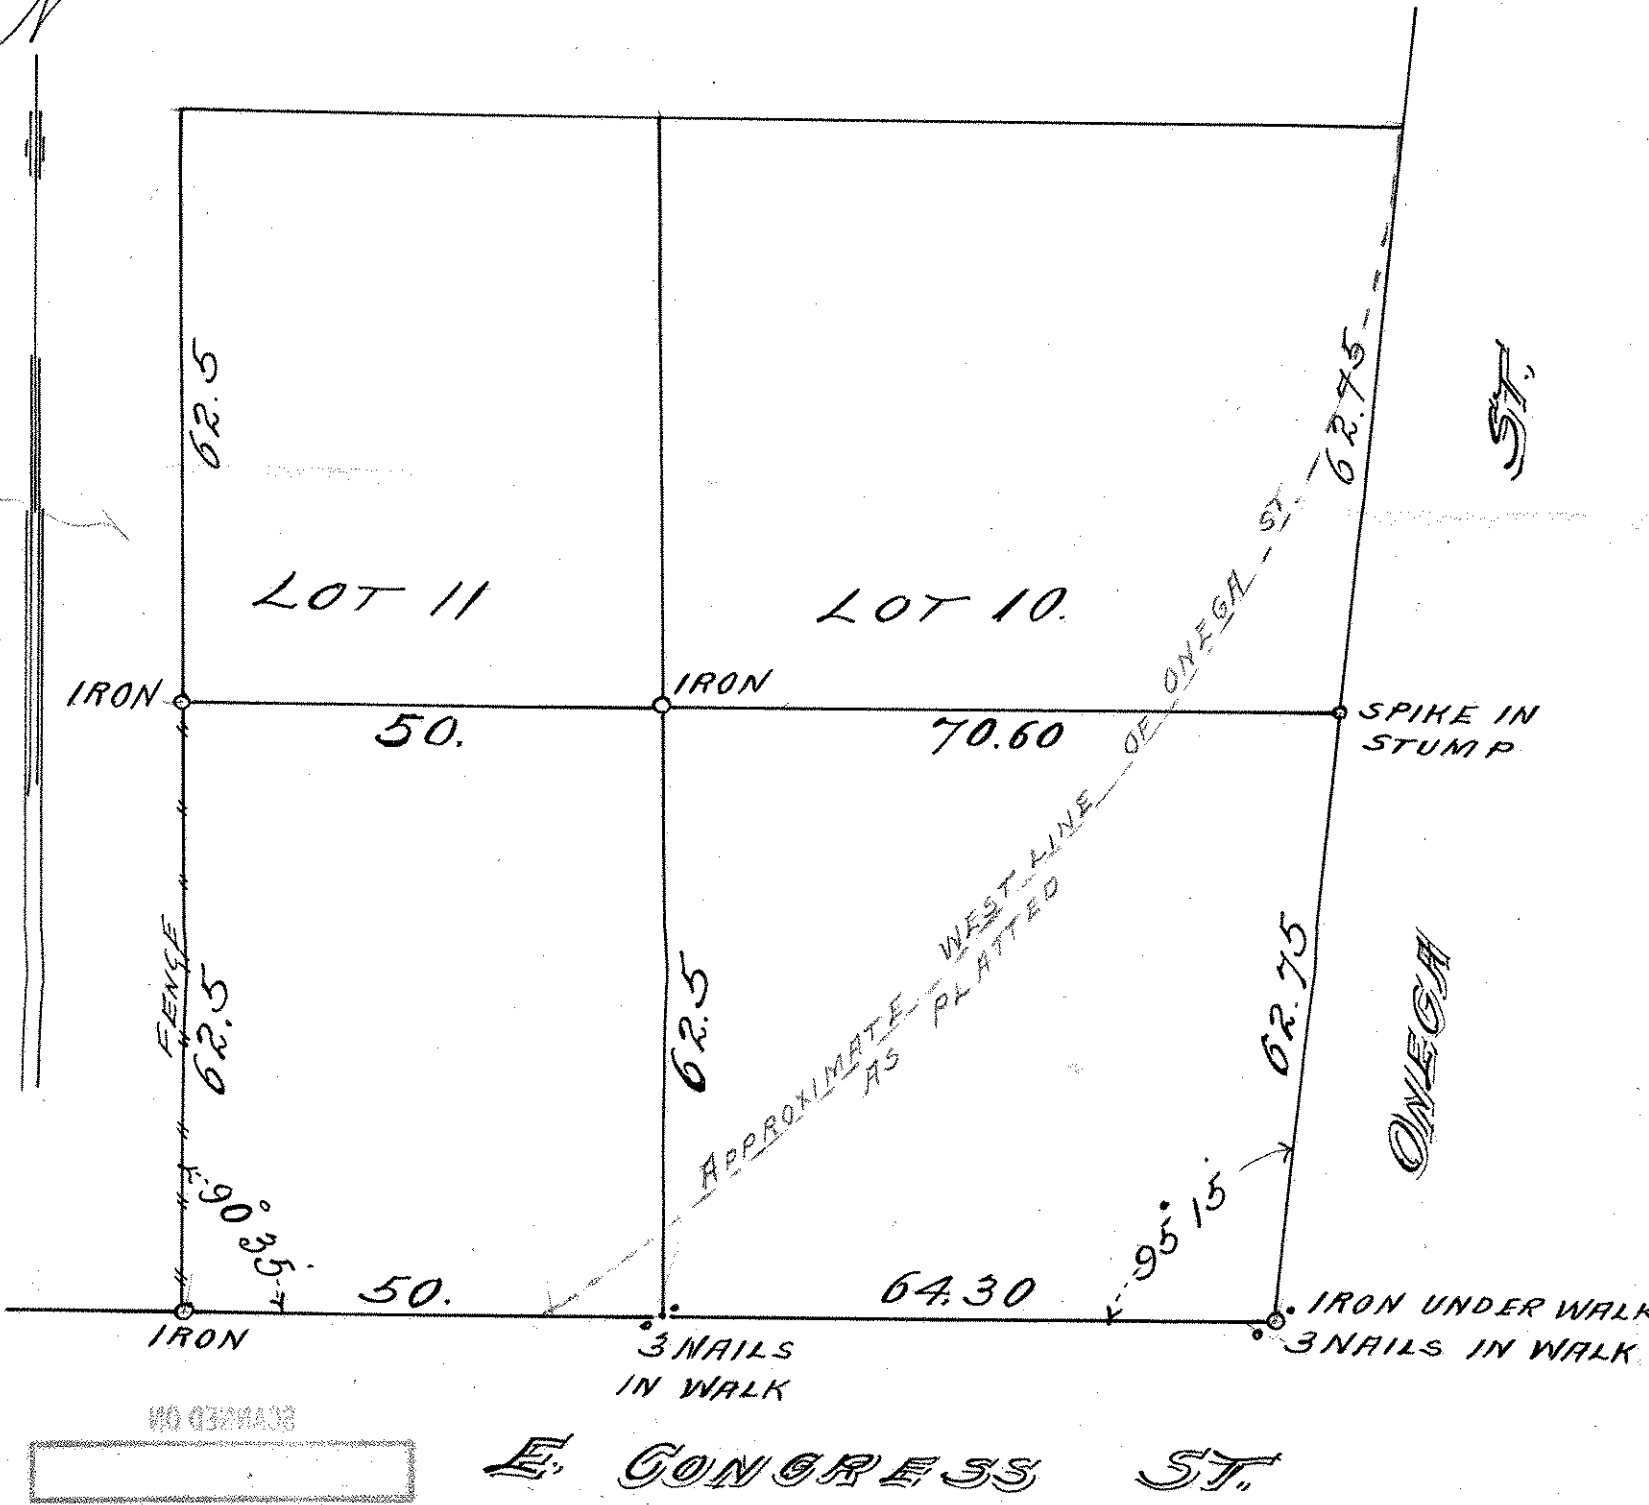 N
62.5
62.75
ST.
LOT 11
LOT 10.
IRON
IRON
50.
70.60
SPIKE IN
STUMP
APPROXIMATE WEST LINE OF ONEGA ST.
AS PLATTED
FENCE
62.5
62.5
62.75
ONEGA
90° 35'
95° 15'
50.
64.30
IRON
3 NAILS
IN WALK
IRON UNDER WALK
3 NAILS IN WALK
SCANNED ON
E. CONGRESS ST.